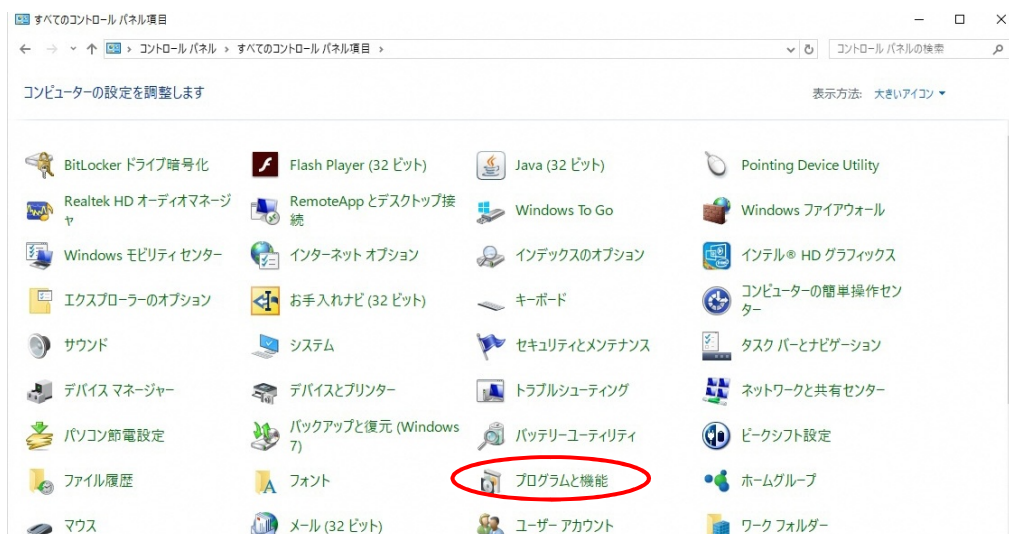 すべてのコントロール パネル項目
コントロール パネル › すべてのコントロール パネル項目 ›
コントロール パネルの検索
コンピューターの設定を調整します
表示方法: 大きいアイコン
BitLocker ドライブ暗号化
Flash Player (32 ビット)
Java (32 ビット)
Pointing Device Utility
Realtek HD オーディオマネージ
ャ
RemoteApp とデスクトップ接
続
Windows To Go
Windows ファイアウォール
Windows モビリティ センター
インターネット オプション
インデックスのオプション
インテル® HD グラフィックス
エクスプローラーのオプション
お手入れナビ (32 ビット)
キーボード
コンピューターの簡単操作セン
ター
サウンド
システム
セキュリティとメンテナンス
タスク バーとナビゲーション
デバイス マネージャー
デバイスとプリンター
トラブルシューティング
ネットワークと共有センター
パソコン節電設定
バックアップと復元 (Windows
7)
バッテリーユーティリティ
ピークシフト設定
ファイル履歴
フォント
プログラムと機能
ホームグループ
マウス
メール (32 ビット)
ユーザー アカウント
ワーク フォルダー